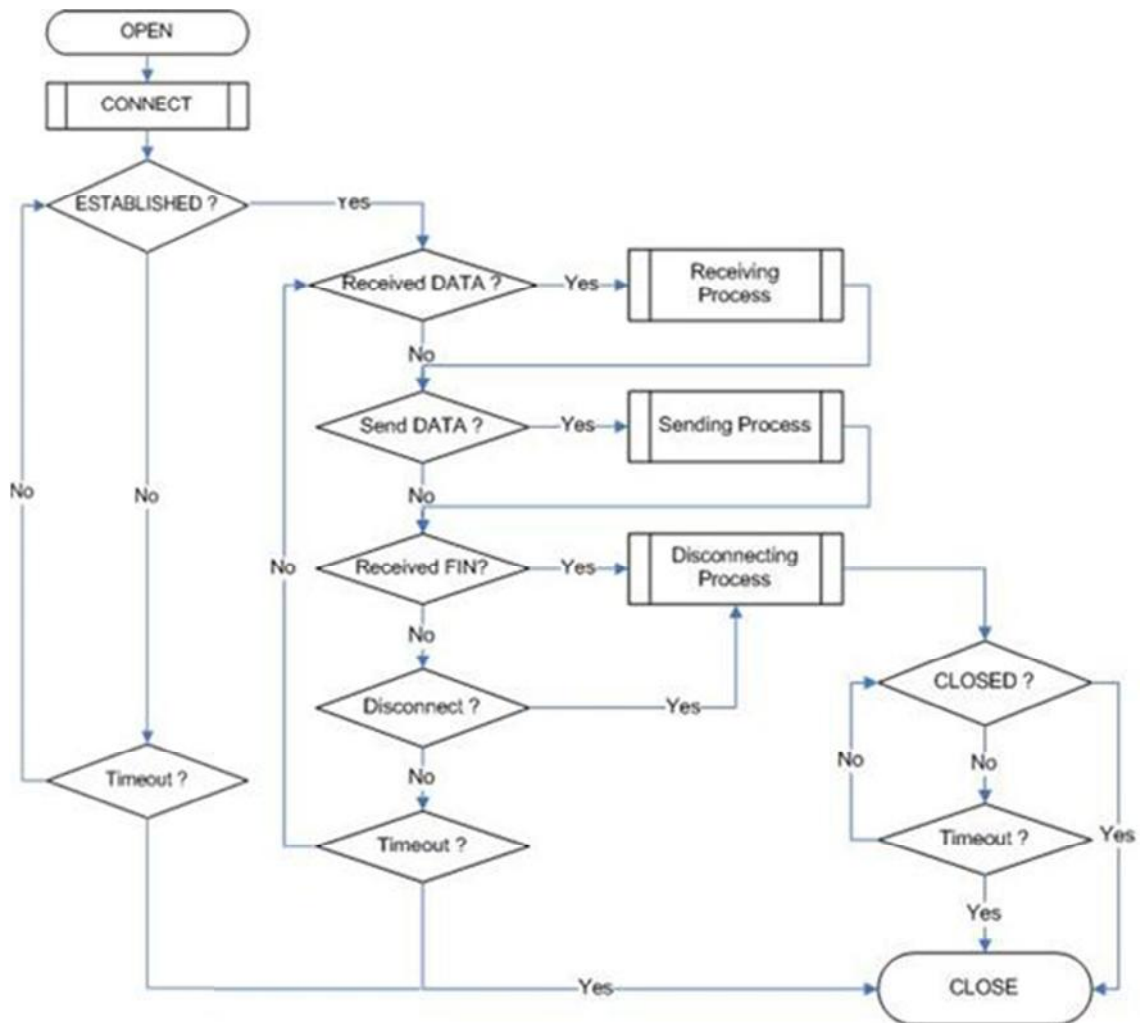 OPEN
CONNECT
ESTABLISHED ?
Yes
Received DATA ?
Yes
Receiving
Process
No
Send DATA ?
Yes
Sending Process
No
No
No
Received FIN?
Yes
Disconnecting
Process
No
No
Disconnect ?
Yes
CLOSED ?
No
No
No
Timeout ?
Timeout ?
Timeout ?
Yes
Yes
Yes
CLOSE